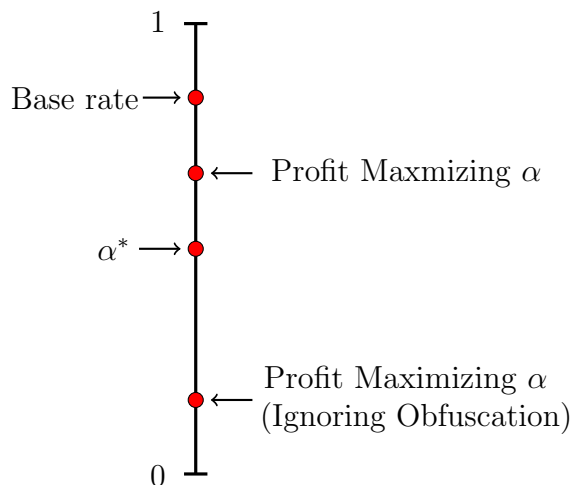 1
Base rate
Profit Maxmizing α
α*
Profit Maximizing α
(Ignoring Obfuscation)
0